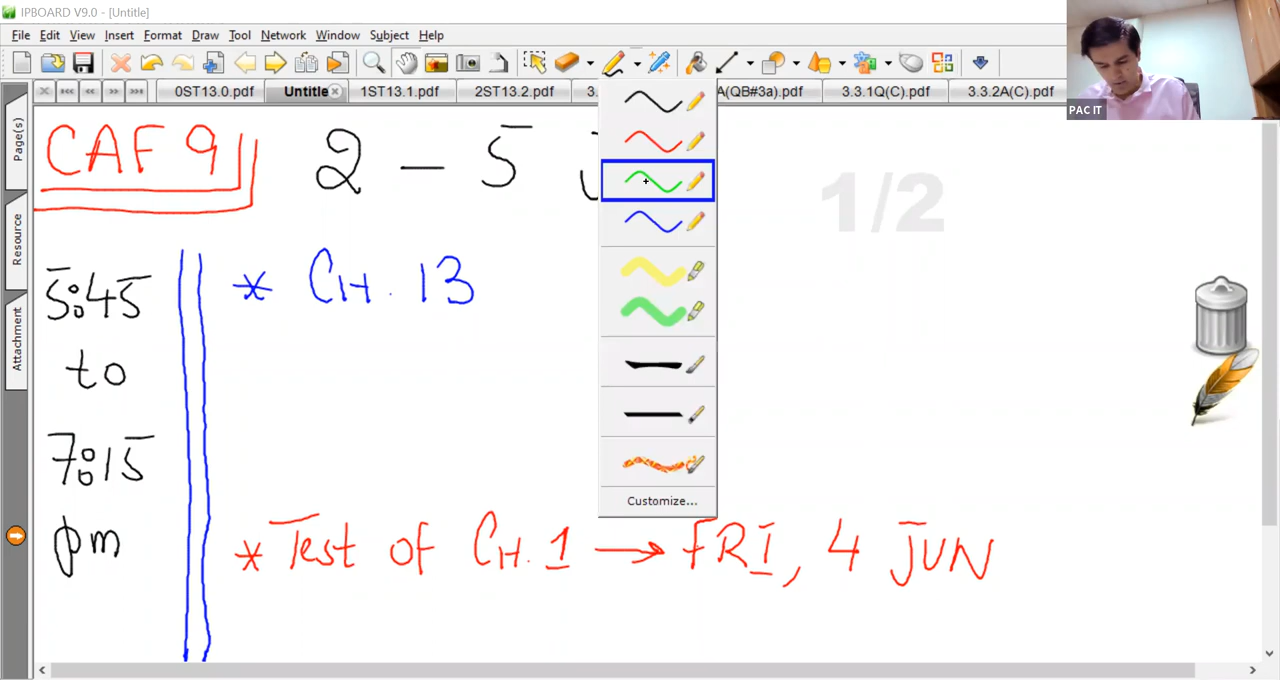 IPBOARD V9.0 - [Untitle]
File Edit View Insert Format Draw Tool Network Window Subject Help
0ST13.0.pdf Untitle 1ST13.1.pdf 2ST13.2.pdf 3. A(QB#3a).pdf 3.3.1Q(C).pdf 3.3.2A(C).pdf
PAC IT
Page(s)
Resource
Attachment
CAF 9
2 - 5 J
1/2
5:45
to
7:15
pm
* CH. 13
Customize...
* Test of CH. 1 → FRI, 4 JUN